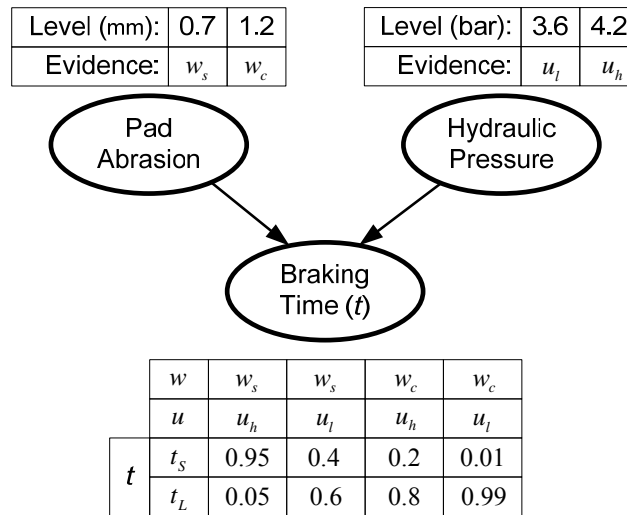 Level (mm): 0.7 1.2
Evidence: w_s w_c
Level (bar): 3.6 4.2
Evidence: u_l u_h
Pad
Abrasion
Hydraulic
Pressure
Braking
Time (t)
w w_s w_s w_c w_c
u u_h u_l u_h u_l
t
t_S 0.95 0.4 0.2 0.01
t_L 0.05 0.6 0.8 0.99